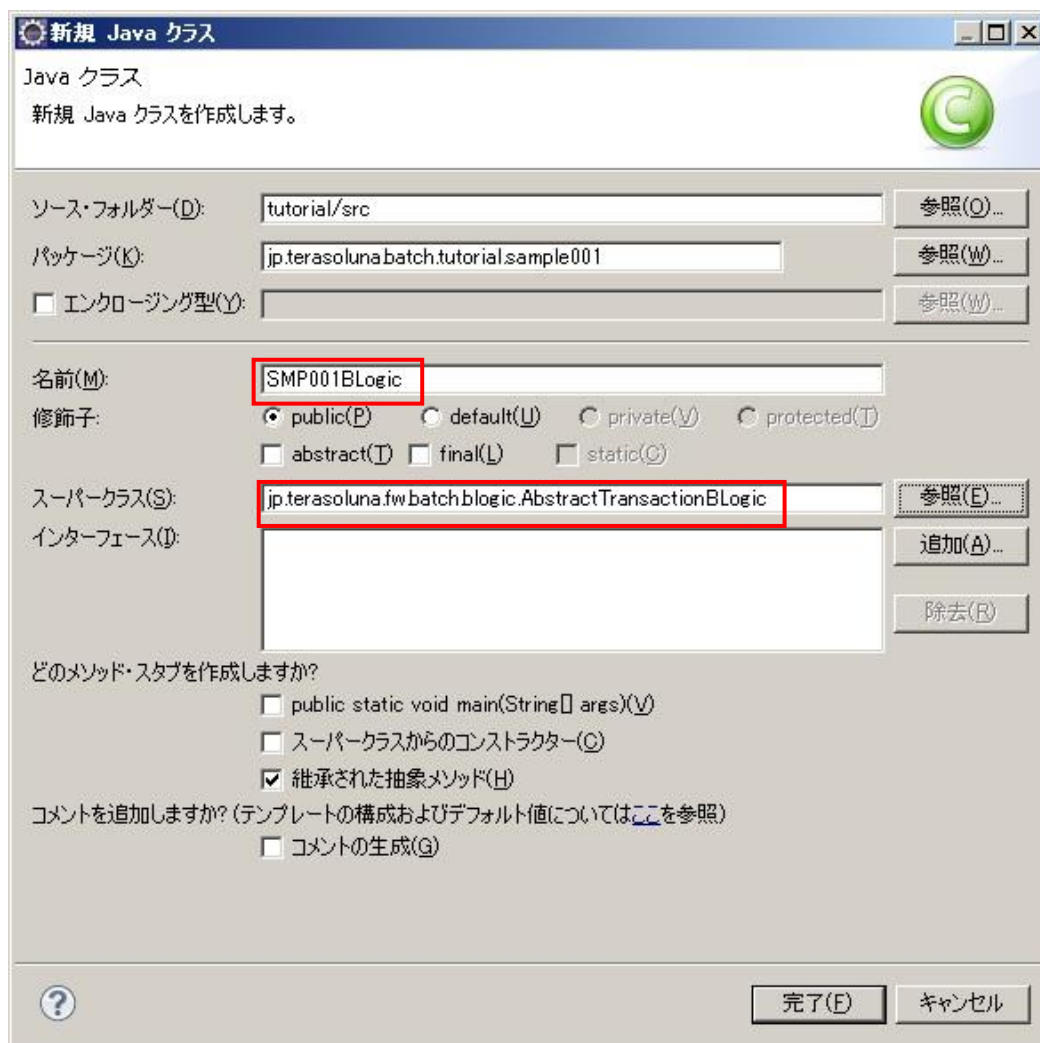 新規 Java クラス
Java クラス
新規 Java クラスを作成します。
ソース・フォルダー(D): tutorial/src 参照(O)...
パッケージ(K): jp.terasoluna.batch.tutorial.sample001 参照(W)...
エンクロージング型(Y): 参照(W)...
名前(M): SMP001BLogic
修飾子: public(P) default(U) private(V) protected(T)
abstract(T) final(L) static(C)
スーパークラス(S): jp.terasoluna.fw.batch.blogic.AbstractTransactionBLogic 参照(E)...
インターフェース(I): 追加(A)...
除去(R)
どのメソッド・スタブを作成しますか?
public static void main(String[] args)(V)
スーパークラスからのコンストラクター(C)
継承された抽象メソッド(H)
コメントを追加しますか? (テンプレートの構成およびデフォルト値についてはここを参照)
コメントの生成(G)
? 完了(F) キャンセル